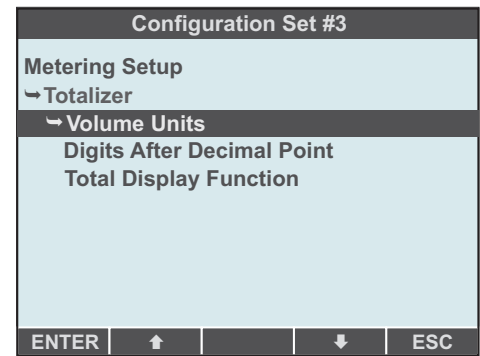 Configuration Set #3
Metering Setup
➥Totalizer
➥Volume Units
Digits After Decimal Point
Total Display Function
ENTER ⬆ ⬇ ESC